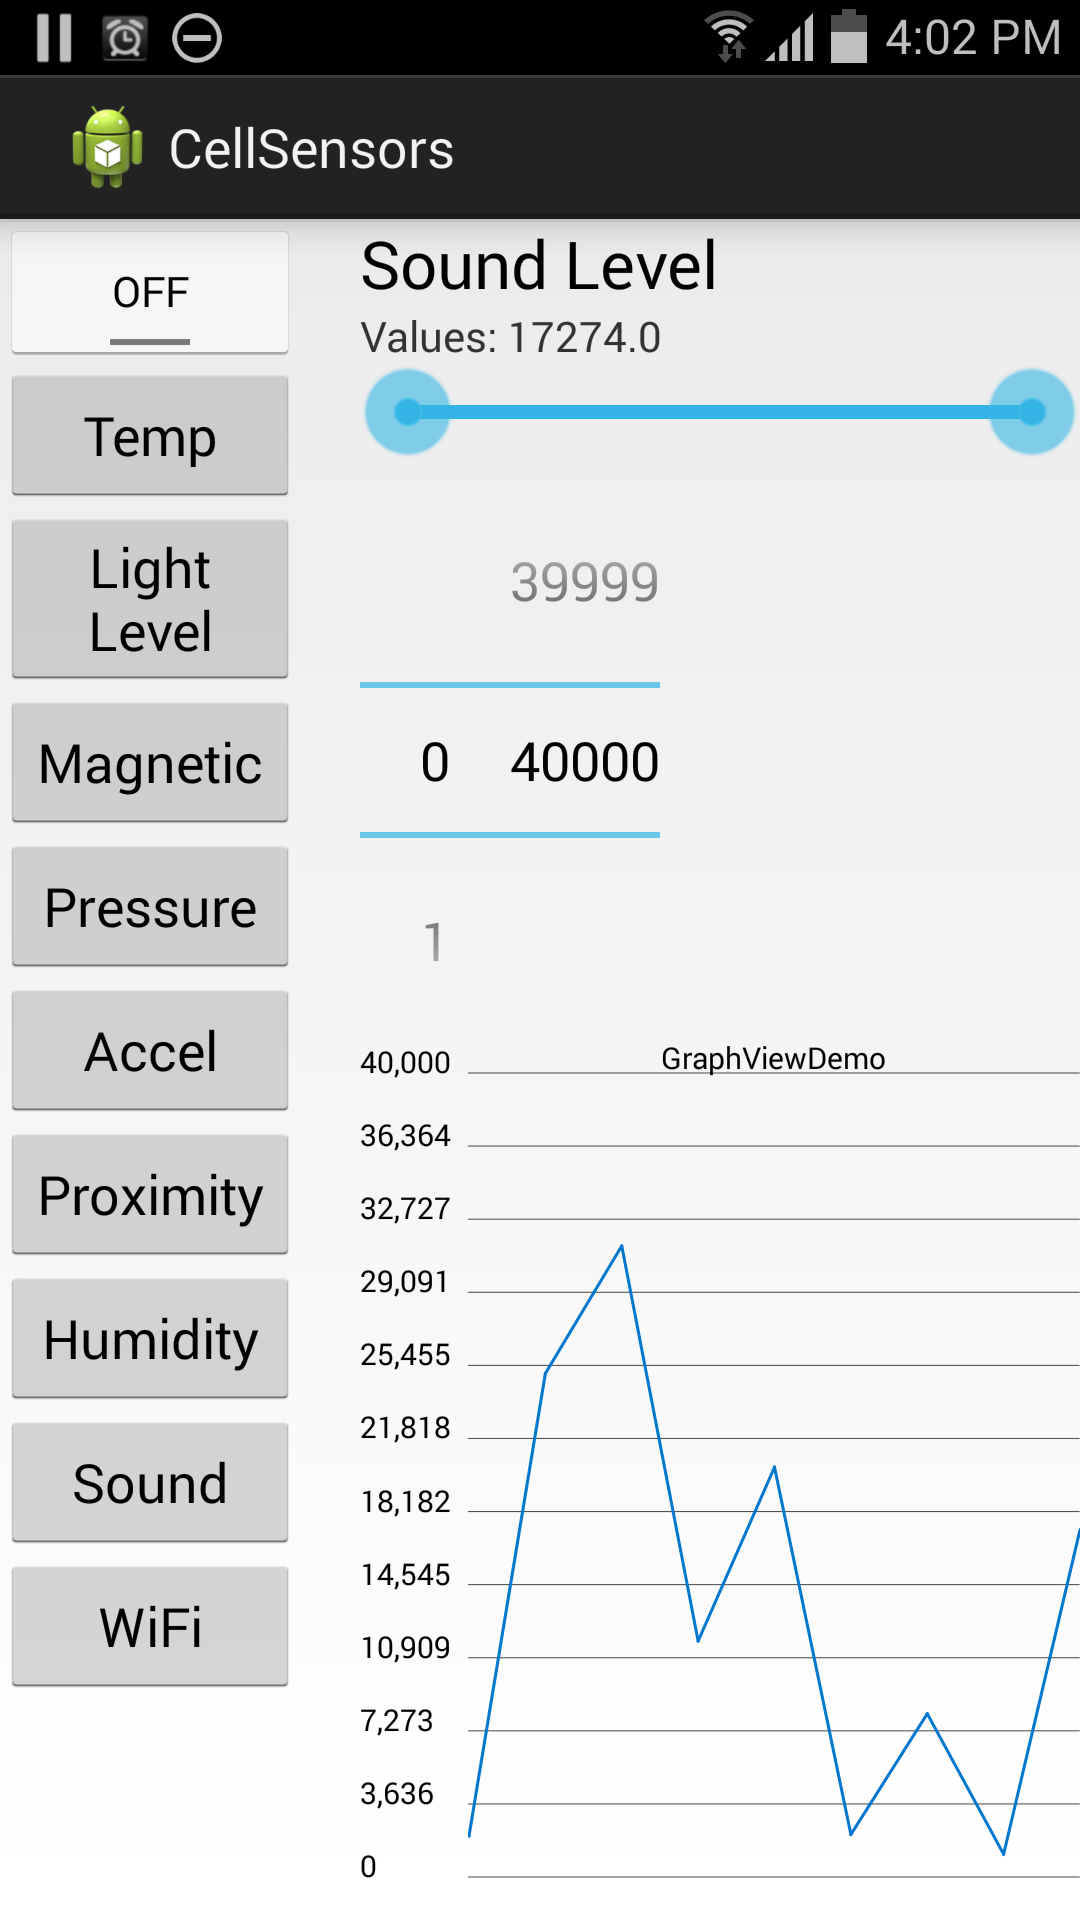 4:02 PM
CellSensors
OFF
Temp
Light
Level
Magnetic
Pressure
Accel
Proximity
Humidity
Sound
WiFi
Sound Level
Values: 17274.0
39999
0 40000
1
GraphViewDemo
40,000
36,364
32,727
29,091
25,455
21,818
18,182
14,545
10,909
7,273
3,636
0